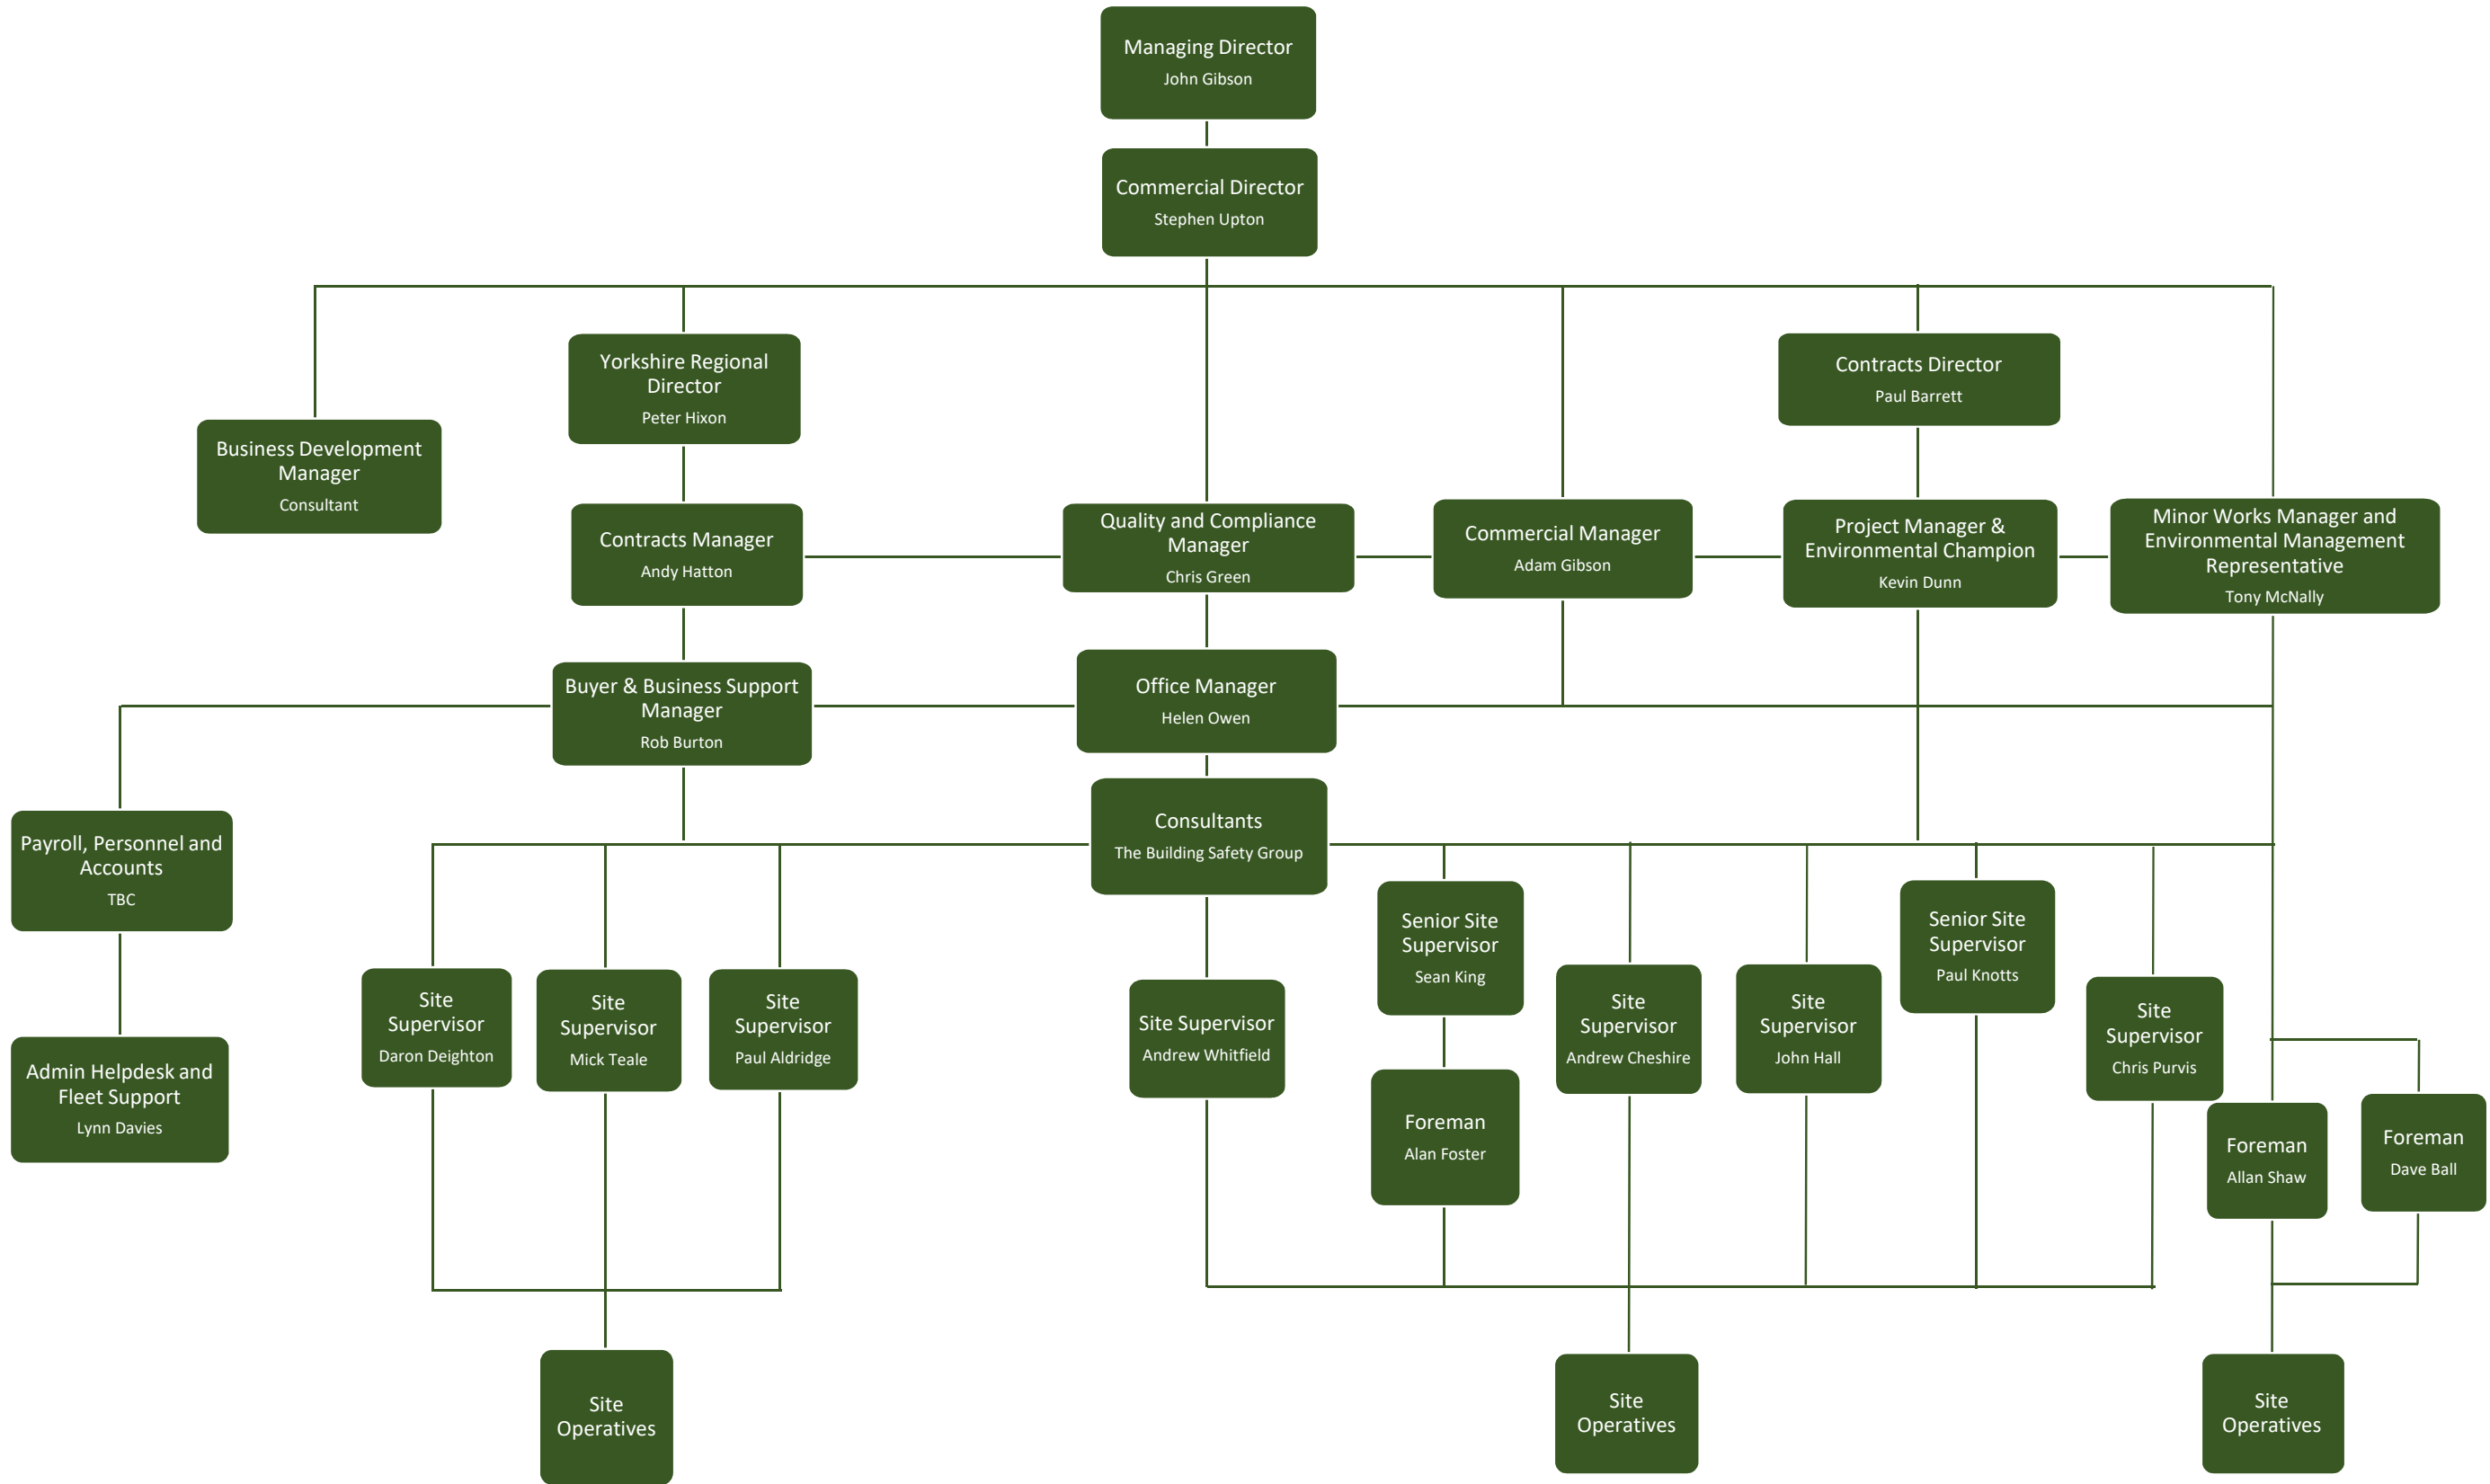 Managing Director
John Gibson
Commercial Director
Stephen Upton
Yorkshire Regional
Director
Peter Hixon
Contracts Director
Paul Barrett
Business Development
Manager
Consultant
Contracts Manager
Andy Hatton
Quality and Compliance
Manager
Chris Green
Commercial Manager
Adam Gibson
Project Manager &
Environmental Champion
Kevin Dunn
Minor Works Manager and
Environmental Management
Representative
Tony McNally
Buyer & Business Support
Manager
Rob Burton
Office Manager
Helen Owen
Consultants
The Building Safety Group
Payroll, Personnel and
Accounts
TBC
Admin Helpdesk and
Fleet Support
Lynn Davies
Site
Supervisor
Daron Deighton
Site
Supervisor
Mick Teale
Site
Supervisor
Paul Aldridge
Site Supervisor
Andrew Whitfield
Senior Site
Supervisor
Sean King
Foreman
Alan Foster
Site
Supervisor
Andrew Cheshire
Site
Supervisor
John Hall
Senior Site
Supervisor
Paul Knotts
Site
Supervisor
Chris Purvis
Foreman
Allan Shaw
Foreman
Dave Ball
Site
Operatives
Site
Operatives
Site
Operatives